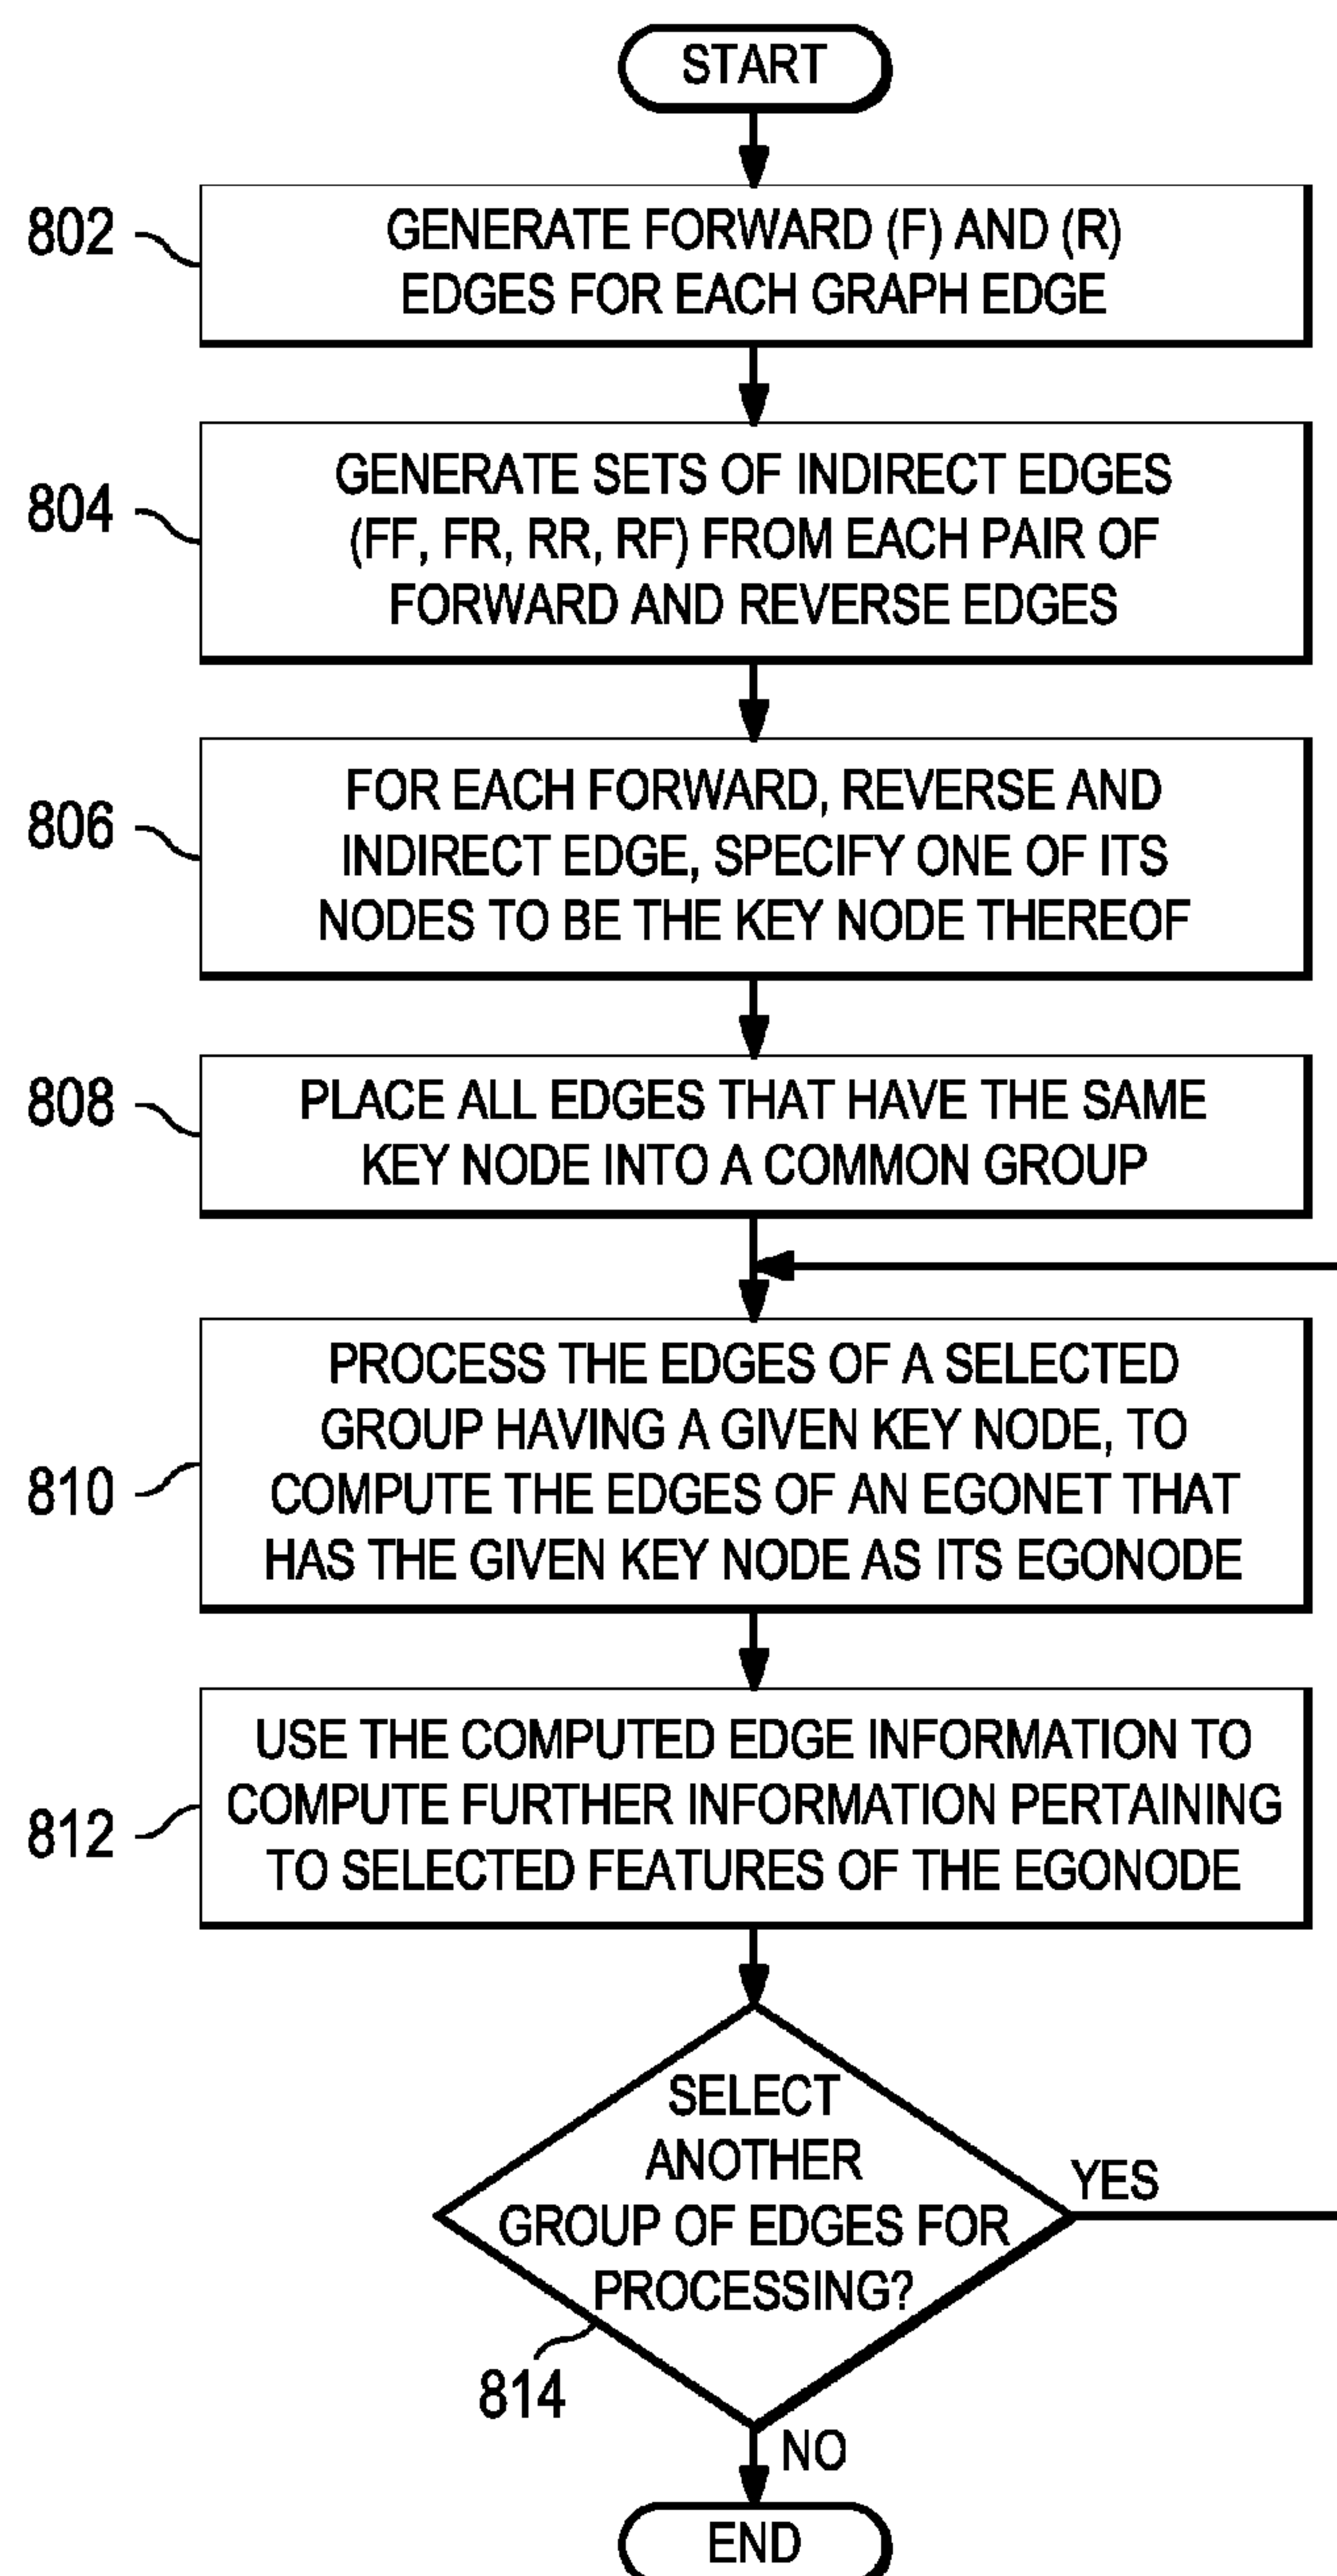 START
802
GENERATE FORWARD (F) AND (R)
EDGES FOR EACH GRAPH EDGE
804
GENERATE SETS OF INDIRECT EDGES
(FF, FR, RR, RF) FROM EACH PAIR OF
FORWARD AND REVERSE EDGES
806
FOR EACH FORWARD, REVERSE AND
INDIRECT EDGE, SPECIFY ONE OF ITS
NODES TO BE THE KEY NODE THEREOF
808
PLACE ALL EDGES THAT HAVE THE SAME
KEY NODE INTO A COMMON GROUP
810
PROCESS THE EDGES OF A SELECTED
GROUP HAVING A GIVEN KEY NODE, TO
COMPUTE THE EDGES OF AN EGONET THAT
HAS THE GIVEN KEY NODE AS ITS EGONODE
812
USE THE COMPUTED EDGE INFORMATION TO
COMPUTE FURTHER INFORMATION PERTAINING
TO SELECTED FEATURES OF THE EGONODE
SELECT
ANOTHER
GROUP OF EDGES FOR
PROCESSING?
YES
814
NO
END